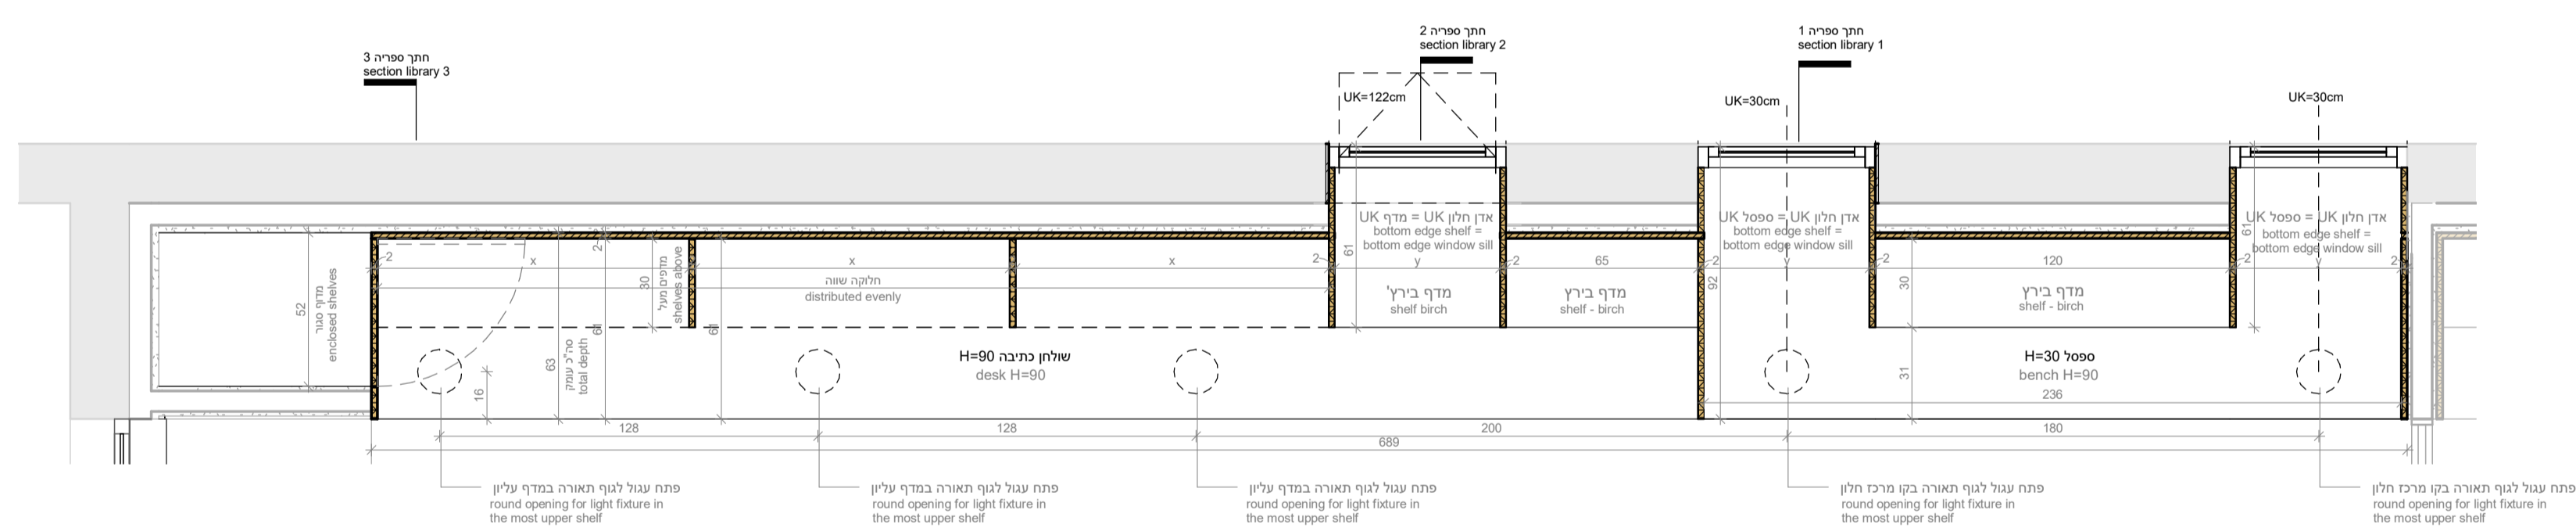 חתך ספריה 3
section library 3
חתך ספריה 2
section library 2
חתך ספריה 1
section library 1
UK=122cm
UK=30cm
UK=30cm
אדן חלון UK = מדף UK
bottom edge shelf =
bottom edge window sill
אדן חלון UK = ספסל UK
bottom edge shelf =
bottom edge window sill
אדן חלון UK = ספסל UK
bottom edge shelf =
bottom edge window sill
52
מדוף סגור
enclosed shelves
2
x
2
30
מדפים מעל
shelves above
x
x
2
61
y
2
65
2
92
y
2
30
120
2
61
y
2
חלוקה שווה
distributed evenly
מדף בירץ'
shelf birch
מדף בירץ
shelf - birch
מדף בירץ
shelf - birch
16
63
סה"כ עומק
total depth
61
61
שולחן כתיבה H=90
desk H=90
31
ספסל H=30
bench H=90
236
128
128
200
180
689
פתח עגול לגוף תאורה במדף עליון
round opening for light fixture in
the most upper shelf
פתח עגול לגוף תאורה במדף עליון
round opening for light fixture in
the most upper shelf
פתח עגול לגוף תאורה במדף עליון
round opening for light fixture in
the most upper shelf
פתח עגול לגוף תאורה בקו מרכז חלון
round opening for light fixture in
the most upper shelf
פתח עגול לגוף תאורה בקו מרכז חלון
round opening for light fixture in
the most upper shelf